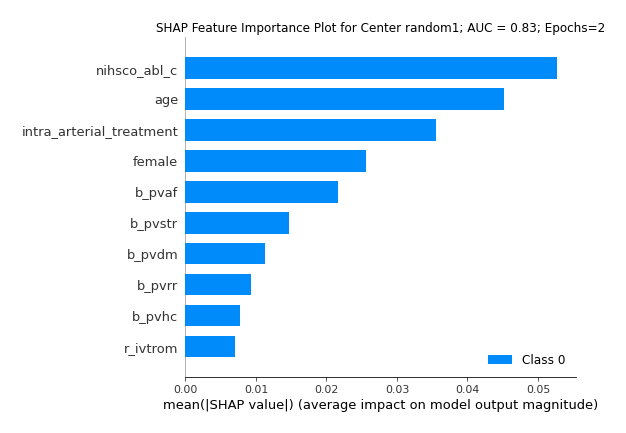 SHAP Feature Importance Plot for Center random1; AUC = 0.83; Epochs=2
nihsco_abl_c
age
intra_arterial_treatment
female
b_pvaf
b_pvstr
b_pvdm
b_pvrr
b_pvhc
r_ivtrom
Class 0
0.00 0.01 0.02 0.03 0.04 0.05
mean(|SHAP value|) (average impact on model output magnitude)